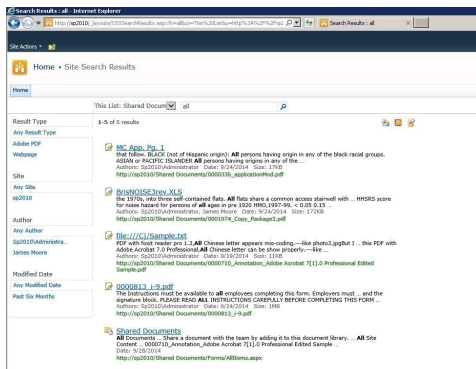 Search Results : all - Internet Explorer
http://sp2010/_layouts/OSSSearchResults.aspx?k=all&u=This%20List&u=http%3A%2F%2Fsp2
Search Results : all
Site Actions
Home › Site Search Results
Home
This List: Shared Docum
all
Result Type
Any Result Type
Adobe PDF
Webpage
Site
Any Site
sp2010
Author
Any Author
Sp2010\Administra...
James Moore
Modified Date
Any Modified Date
Past Six Months
1-5 of 5 results
MC App, Pg. 1
that follow. BLACK (not of Hispanic origin): All persons having origin in any of the black racial groups.
ASIAN or PACIFIC ISLANDER All persons having origins in any of the ...
Authors: Sp2010\Administrator Date: 9/24/2014 Size: 17KB
http://sp2010/Shared Documents/0000336_applicationMod.pdf
BrisNOISE3rev.XLS
the 1970s, into three self-contained flats. All flats share a common access stairwell with ... HHSRS score
for noise hazard for persons of all ages in pre 1920 HMO,1997-99. < 0.05 0.15 ...
Authors: Sp2010\Administrator, James Moore Date: 9/24/2014 Size: 172KB
http://sp2010/Shared Documents/0001974_Copy_Package3.pdf
file:///C|/Sample.txt
PDF with foxit reader pro 1.3,All Chinese letter appears mis-coding.----like photo3.jpgBut 1 ... this PDF with
Adobe Acrobat 7.0 Professional,All Chinese letter can be show properly.----like ...
Authors: Sp2010\Administrator Date: 9/24/2014 Size: 11KB
http://sp2010/Shared Documents/0000710_Annotation_Adobe Acrobat 7[1].0 Professional Edited
Sample.pdf
0000813_i-9.pdf
The Instructions must be available to all employees completing this form. Employers must ... and the
signature block. PLEASE READ ALL INSTRUCTIONS CAREFULLY BEFORE COMPLETING THIS FORM ...
Authors: Sp2010\Administrator Date: 9/24/2014 Size: 1MB
http://sp2010/Shared Documents/0000813_i-9.pdf
Shared Documents
All Documents ... Share a document with the team by adding it to this document library. ... All Site
Content ... 0000710_Annotation_Adobe Acrobat 7[1].0 Professional Edited Sample ...
Date: 9/28/2014
http://sp2010/Shared Documents/Forms/AllItems.aspx